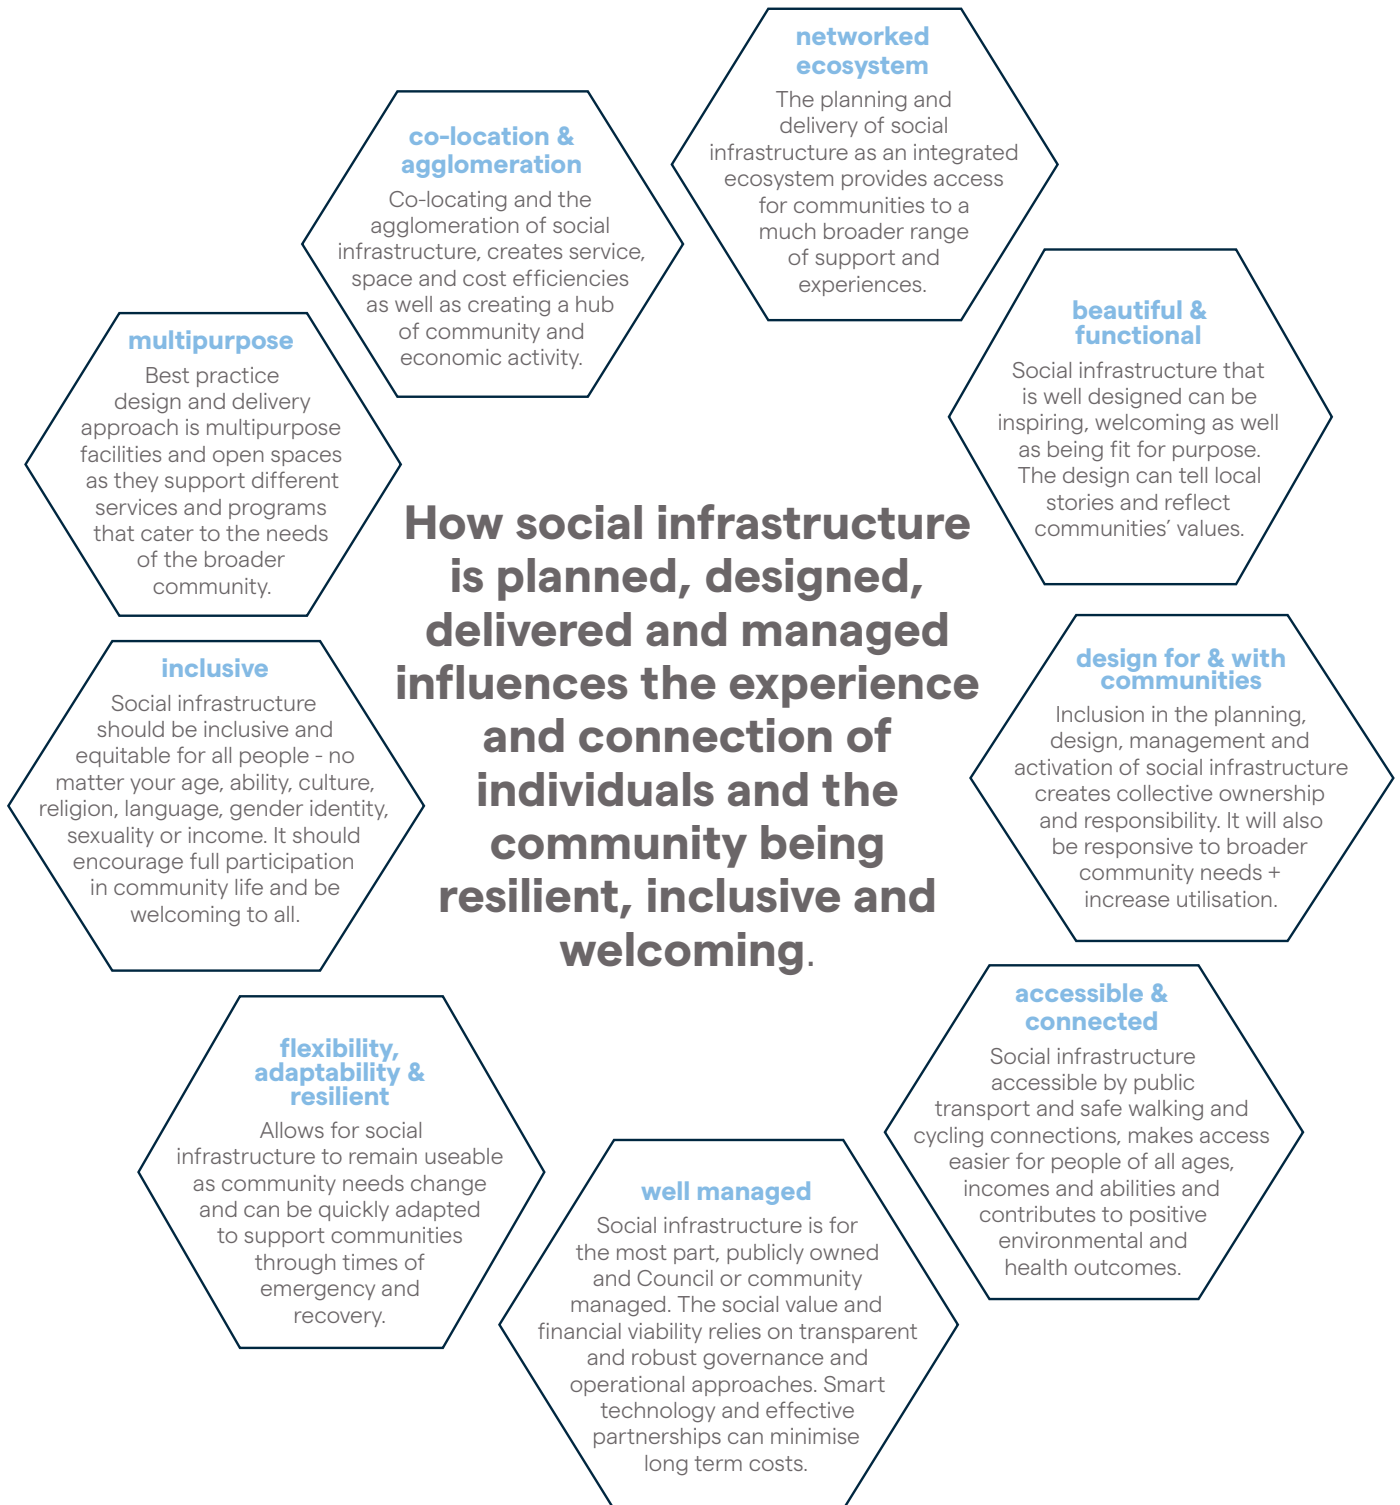 networked
ecosystem
The planning and
delivery of social
infrastructure as an integrated
ecosystem provides access
for communities to a
much broader range
of support and
experiences.
co-location &
agglomeration
Co-locating and the
agglomeration of social
infrastructure, creates service,
space and cost efficiencies
as well as creating a hub
of community and
economic activity.
beautiful &
functional
Social infrastructure that
is well designed can be
inspiring, welcoming as well
as being fit for purpose.
The design can tell local
stories and reflect
communities’ values.
multipurpose
Best practice
design and delivery
approach is multipurpose
facilities and open spaces
as they support different
services and programs
that cater to the needs
of the broader
community.
How social infrastructure
is planned, designed,
delivered and managed
influences the experience
and connection of
individuals and the
community being
resilient, inclusive and
welcoming.
inclusive
Social infrastructure
should be inclusive and
equitable for all people - no
matter your age, ability, culture,
religion, language, gender identity,
sexuality or income. It should
encourage full participation
in community life and be
welcoming to all.
design for & with
communities
Inclusion in the planning,
design, management and
activation of social infrastructure
creates collective ownership
and responsibility. It will also
be responsive to broader
community needs +
increase utilisation.
accessible &
connected
Social infrastructure
accessible by public
transport and safe walking and
cycling connections, makes access
easier for people of all ages,
incomes and abilities and
contributes to positive
environmental and
health outcomes.
flexibility,
adaptability &
resilient
Allows for social
infrastructure to remain useable
as community needs change
and can be quickly adapted
to support communities
through times of
emergency and
recovery.
well managed
Social infrastructure is for
the most part, publicly owned
and Council or community
managed. The social value and
financial viability relies on transparent
and robust governance and
operational approaches. Smart
technology and effective
partnerships can minimise
long term costs.